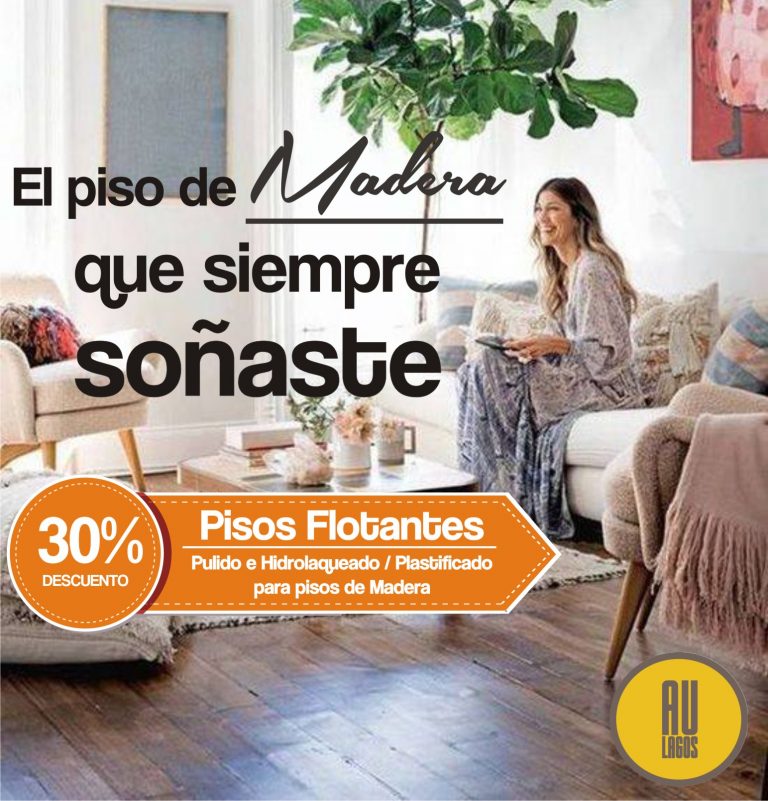 El piso de Madera
que siempre
soñaste
30%
DESCUENTO
Pisos Flotantes
Pulido e Hidrolaqueado / Plastificado
para pisos de Madera
AU
LAGOS